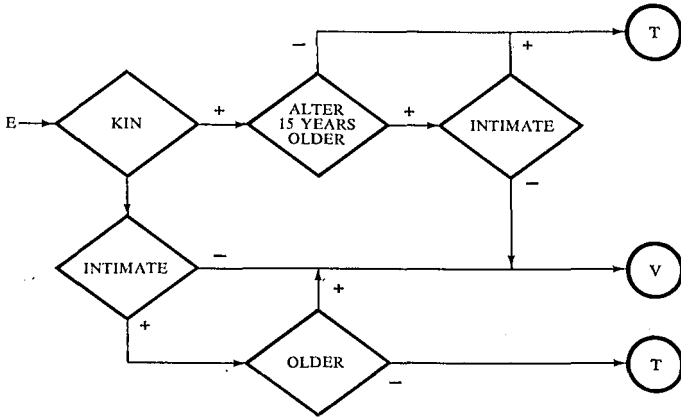 T
− +
E KIN + ALTER
15 YEARS
OLDER + INTIMATE
−
INTIMATE − V
+ +
OLDER − T